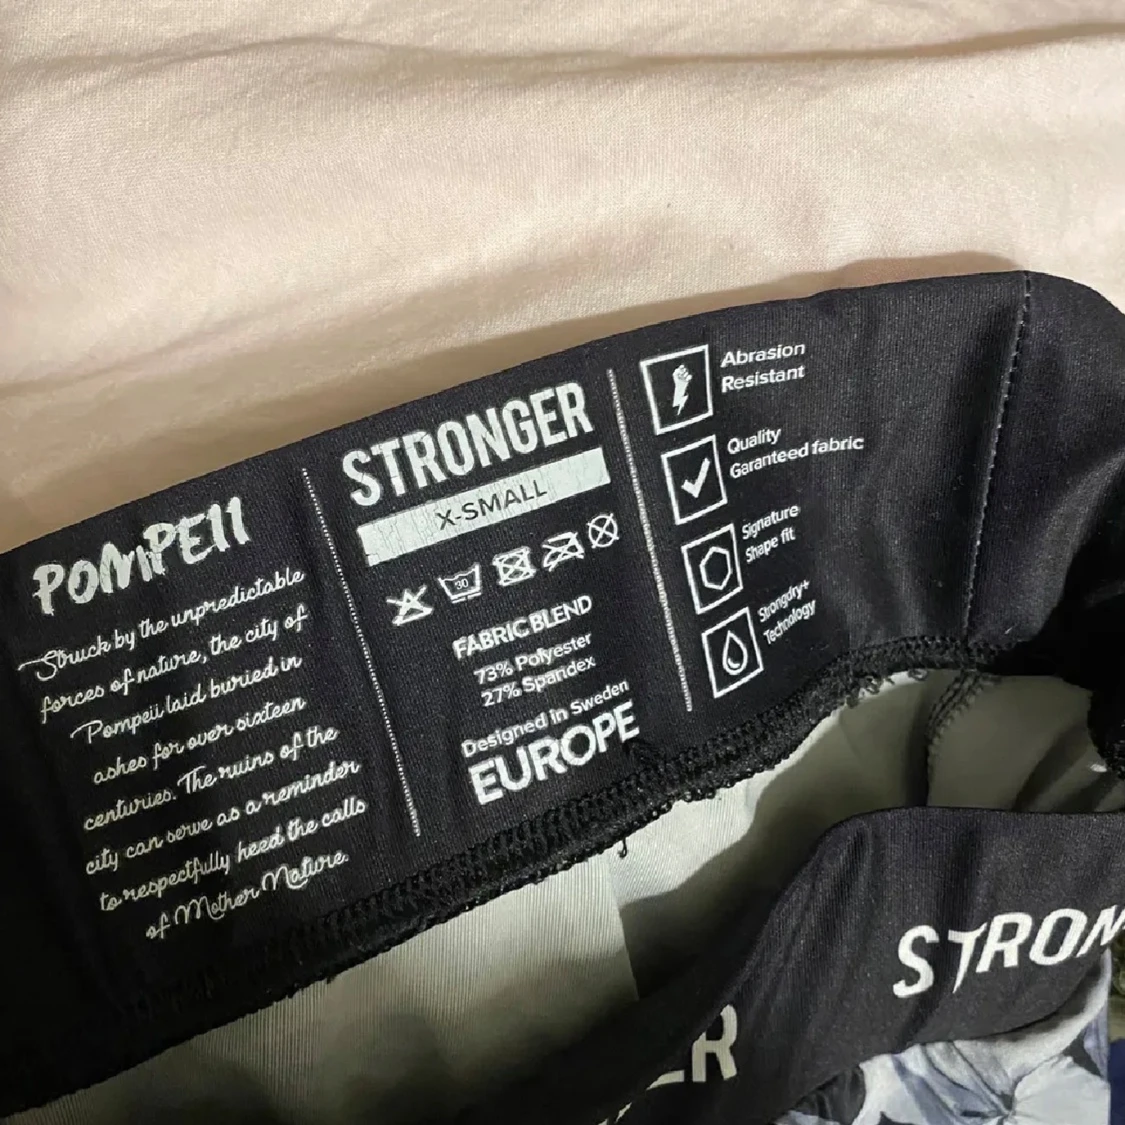 POMPEII
Struck by the unpredictable
forces of nature, the city of
Pompeii laid buried in
ashes for over sixteen
centuries. The ruins of the
city can serve as a reminder
to respectfully heed the calls
of Mother Nature.
STRONGER
X-SMALL
30
FABRIC BLEND
73% Polyester
27% Spandex
Designed in Sweden
EUROPE
Abrasion
Resistant
Quality
Garanteed fabric
Signature
Shape fit
Strongdry+
Technology
STRON
ER